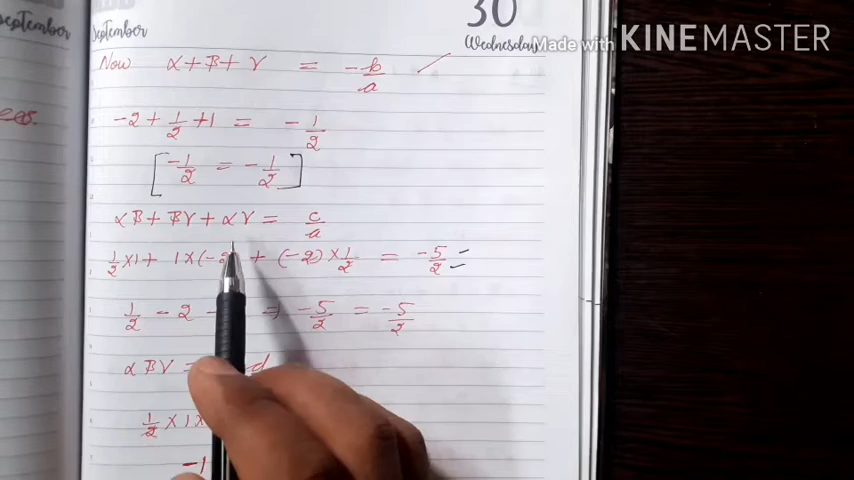 September
September
30
Wednesday
Made with KINEMASTER
Now α + β + γ = -b/a
-2 + 1/2 + 1 = -1/2
[-1/2 = -1/2]
αβ + βγ + αγ = c/a
1/2 × 1 + 1 × (-2) + (-2) × 1/2 = -5/2
1/2 - 2 - = -5/2 = -5/2
αβγ = d
1/2 × 1 ×
-1